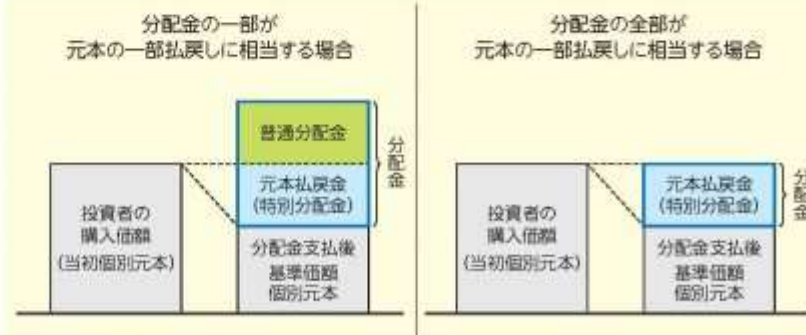 分配金の一部が
元本の一部払戻しに相当する場合
普通分配金
元本払戻金
(特別分配金)
分配金
投資者の
購入価額
(当初個別元本)
分配金支払後
基準価額
個別元本
分配金の全部が
元本の一部払戻しに相当する場合
元本払戻金
(特別分配金)
分配金
投資者の
購入価額
(当初個別元本)
分配金支払後
基準価額
個別元本